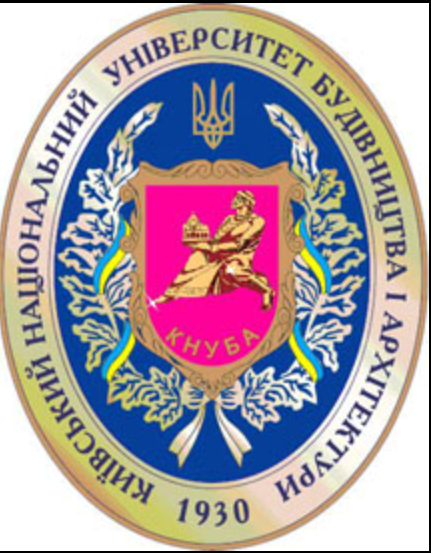 КИЇВСЬКИЙ НАЦІОНАЛЬНИЙ УНІВЕРСИТЕТ БУДІВНИЦТВА І АРХІТЕКТУРИ
КНУБА
1930